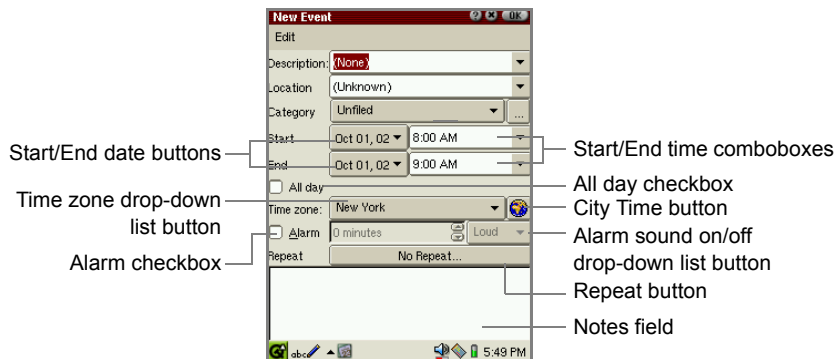 New Event
OK
Edit
Description: (None)
Location (Unknown)
Category Unfiled ...
Start Oct 01, 02 8:00 AM
End Oct 01, 02 9:00 AM
All day
Time zone: New York
Alarm 0 minutes Loud
Repeat No Repeat...
abc 5:49 PM
Start/End date buttons
Time zone drop-down
list button
Alarm checkbox
Start/End time comboboxes
All day checkbox
City Time button
Alarm sound on/off
drop-down list button
Repeat button
Notes field